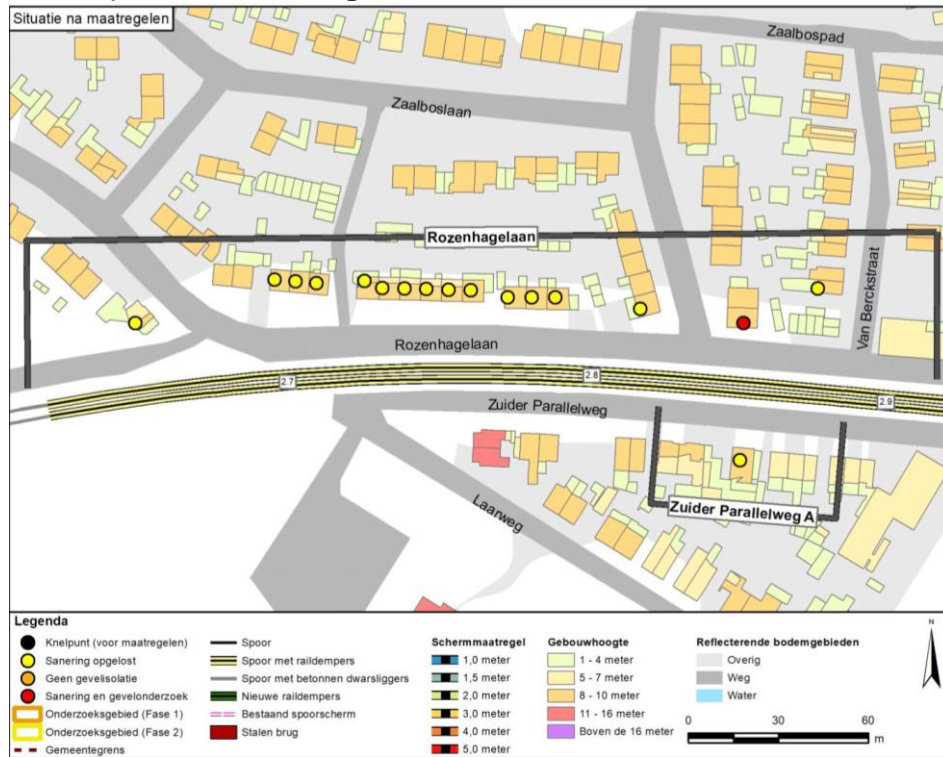 Situatie na maatregelen
Zaalbospad
Zaalboslaan
Rozenhagelaan
Van Berckstraat
Rozenhagelaan
2.7
2.8
2.9
Zuider Parallelweg
Laarweg
Zuider Parallelweg A
Legenda
Knelpunt (voor maatregelen)
Sanering opgelost
Geen gevelisolatie
Sanering en gevelonderzoek
Onderzoeksgebied (Fase 1)
Onderzoeksgebied (Fase 2)
Gemeentegrens
Spoor
Spoor met raildempers
Spoor met betonnen dwarsliggers
Nieuwe raildempers
Bestaand spoorscherm
Stalen brug
Schermmaatregel
1,0 meter
1,5 meter
2,0 meter
3,0 meter
4,0 meter
5,0 meter
Gebouwhoogte
1 - 4 meter
5 - 7 meter
8 - 10 meter
11 - 16 meter
Boven de 16 meter
Reflecterende bodemgebieden
Overig
Weg
Water
N
0 30 60
m